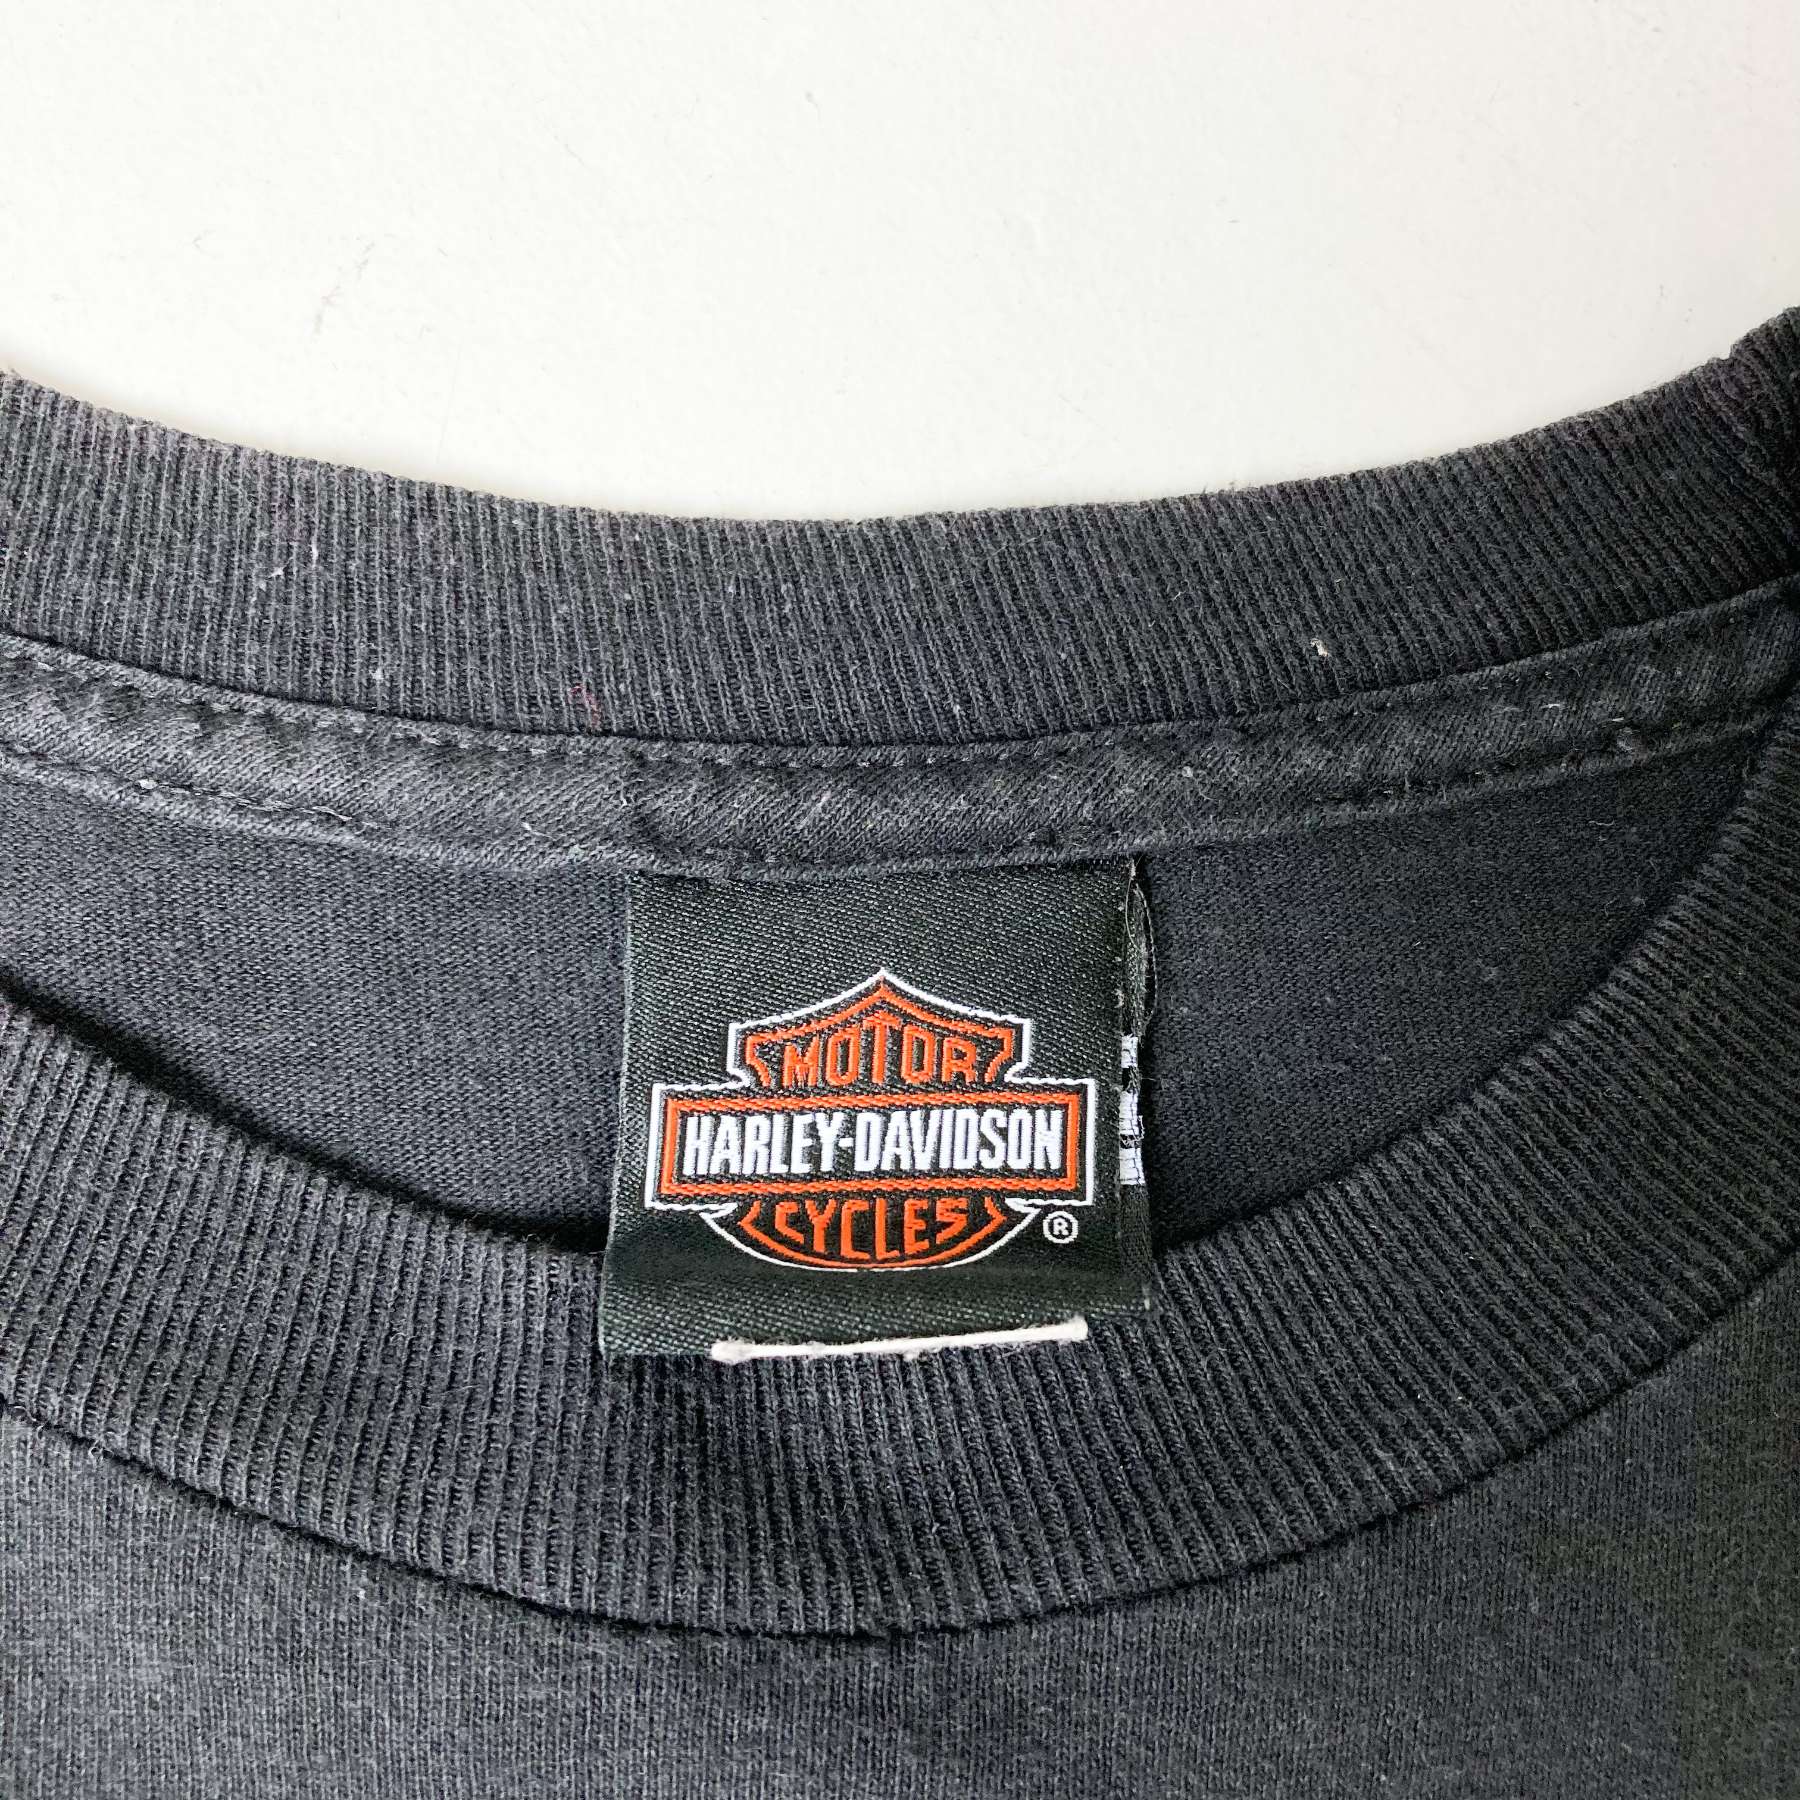 MOTOR
HARLEY-DAVIDSON
CYCLES
®